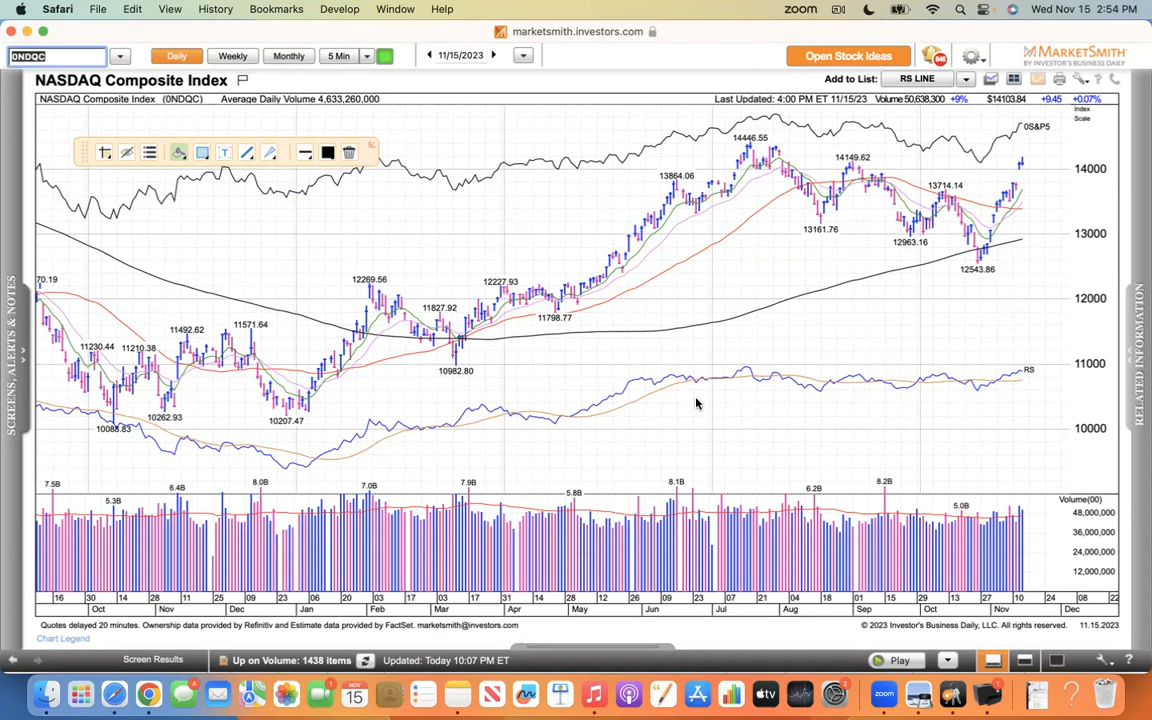 Safari File Edit View History Bookmarks Develop Window Help zoom Wed Nov 15 2:54 PM
marketsmith.investors.com
0NDQC Daily Weekly Monthly 5 Min 11/15/2023 Open Stock Ideas 846 MARKETSMITH
BY INVESTOR'S BUSINESS DAILY
NASDAQ Composite Index Add to List: RS LINE
NASDAQ Composite Index (0NDQC) Average Daily Volume 4,633,260,000 Last Updated: 4:00 PM ET 11/15/23 Volume 50,638,300 +9% $14103.84 +9.45 +0.07%
Index
Scale
0S&P5
14446.55
14149.62
14000
13864.06
13714.14
13161.76
13000
12963.16
12543.86
70.19
12269.56
12227.93
12000
11827.92
11798.77
11492.62
11571.64
11230.44
11210.38
11000
10982.80
RS
10262.93
10207.47
10088.83
10000
7.5B 5.3B 6.4B 8.0B 7.0B 7.9B 5.8B 8.1B 6.2B 8.2B 5.0B
Volume(00)
48,000,000
36,000,000
24,000,000
12,000,000
16 30 14 28 11 25 09 23 06 20 03 17 03 17 31 14 28 12 26 09 23 07 21 04 18 01 15 29 13 27 10 24 08 22
Oct Nov Dec Jan Feb Mar Apr May Jun Jul Aug Sep Oct Nov Dec
Quotes delayed 20 minutes. Ownership data provided by Refinitiv and Estimate data provided by FactSet. marketsmith@investors.com © 2023 Investor's Business Daily, LLC. All rights reserved. 11.15.2023
Chart Legend
SCREENS, ALERTS & NOTES
RELATED INFORMATION
Screen Results Up on Volume: 1438 items Updated: Today 10:07 PM ET Play
NOV
15
tv
zoom